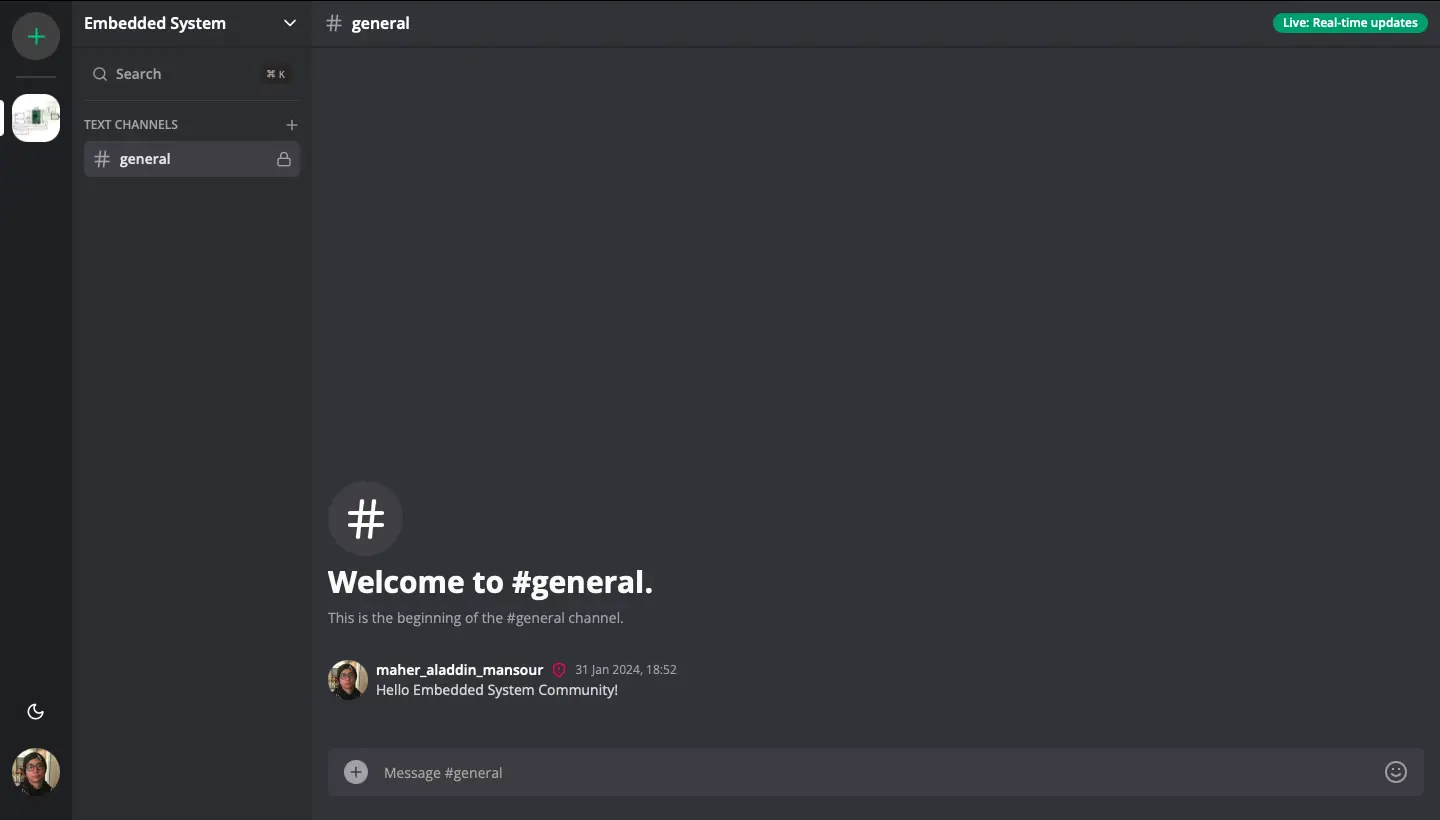 Embedded System
# general
Live: Real-time updates
Search
⌘ K
TEXT CHANNELS
# general
#
Welcome to #general.
This is the beginning of the #general channel.
maher_aladdin_mansour 31 Jan 2024, 18:52
Hello Embedded System Community!
Message #general